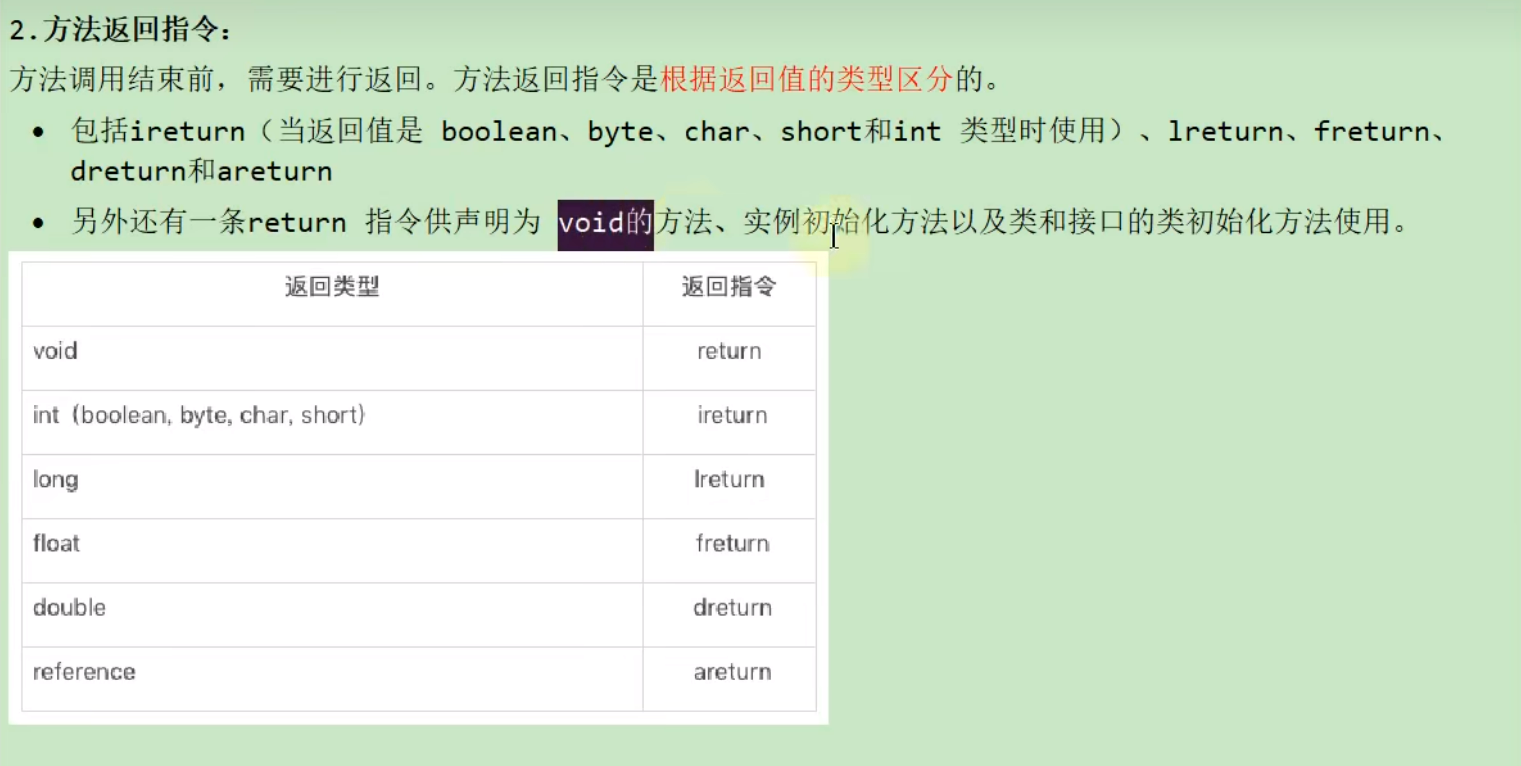 2.方法返回指令：
方法调用结束前，需要进行返回。方法返回指令是根据返回值的类型区分的。
• 包括ireturn（当返回值是 boolean、byte、char、short和int 类型时使用）、lreturn、freturn、
dreturn和areturn
• 另外还有一条return 指令供声明为 void的方法、实例初始化方法以及类和接口的类初始化方法使用。
返回类型 返回指令
void return
int（boolean, byte, char, short） ireturn
long lreturn
float freturn
double dreturn
reference areturn